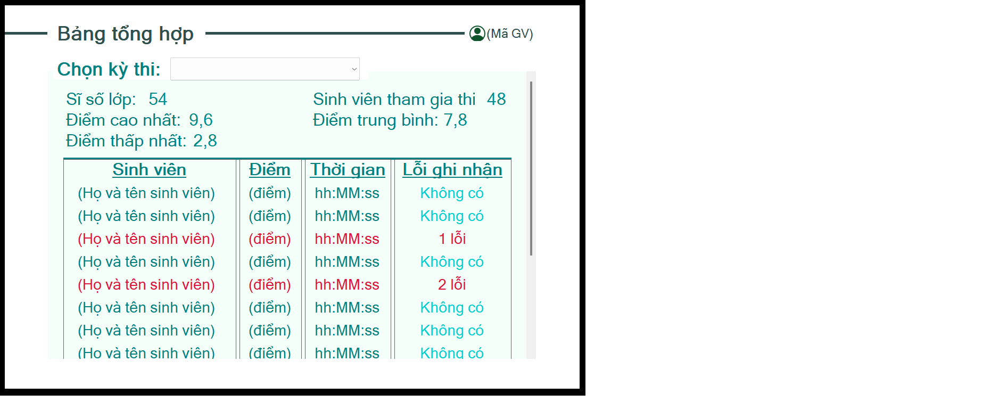 Bảng tổng hợp (Mã GV)
Chọn kỳ thi:
Sĩ số lớp: 54 Sinh viên tham gia thi 48
Điểm cao nhất: 9,6 Điểm trung bình: 7,8
Điểm thấp nhất: 2,8
Sinh viên Điểm Thời gian Lỗi ghi nhận
(Họ và tên sinh viên) (điểm) hh:MM:ss Không có
(Họ và tên sinh viên) (điểm) hh:MM:ss Không có
(Họ và tên sinh viên) (điểm) hh:MM:ss 1 lỗi
(Họ và tên sinh viên) (điểm) hh:MM:ss Không có
(Họ và tên sinh viên) (điểm) hh:MM:ss 2 lỗi
(Họ và tên sinh viên) (điểm) hh:MM:ss Không có
(Họ và tên sinh viên) (điểm) hh:MM:ss Không có
(Họ và tên sinh viên) (điểm) hh:MM:ss Không có